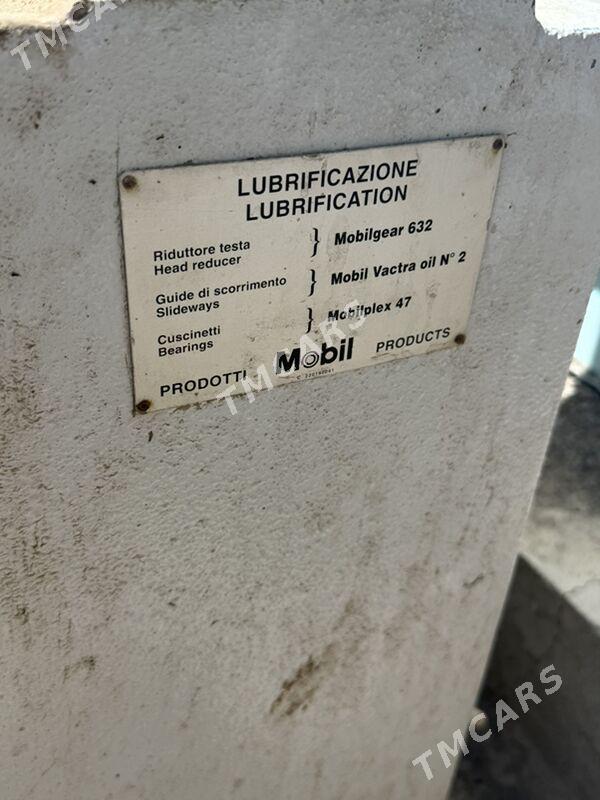 TMCARS
LUBRIFICAZIONE
LUBRIFICATION
Riduttore testa
Head reducer
} Mobilgear 632
Guide di scorrimento
Slideways
} Mobil Vactra oil N° 2
Cuscinetti
Bearings
} Mobilplex 47
PRODOTTI Mobil PRODUCTS
TMCARS
TMCARS